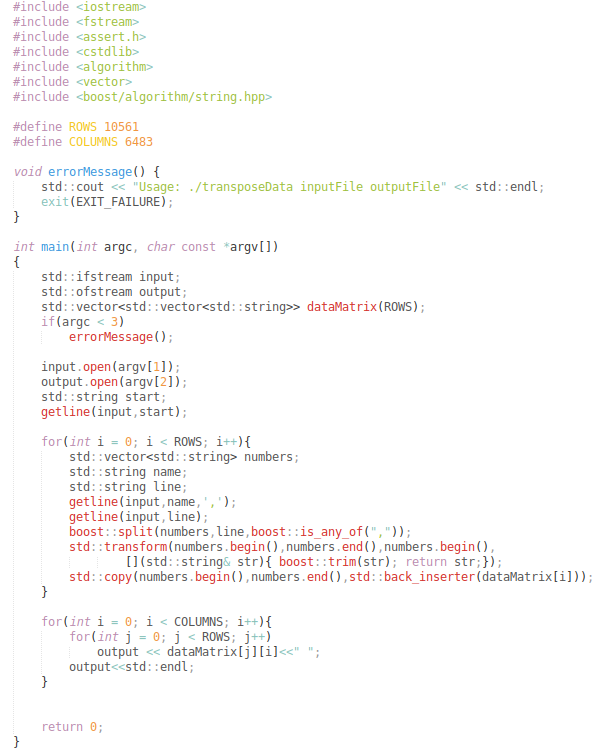 #include <iostream>
#include <fstream>
#include <assert.h>
#include <cstdlib>
#include <algorithm>
#include <vector>
#include <boost/algorithm/string.hpp>

#define ROWS 10561
#define COLUMNS 6483

void errorMessage() {
    std::cout << "Usage: ./transposeData inputFile outputFile" << std::endl;
    exit(EXIT_FAILURE);
}

int main(int argc, char const *argv[])
{
    std::ifstream input;
    std::ofstream output;
    std::vector<std::vector<std::string>> dataMatrix(ROWS);
    if(argc < 3)
        errorMessage();

    input.open(argv[1]);
    output.open(argv[2]);
    std::string start;
    getline(input,start);

    for(int i = 0; i < ROWS; i++){
        std::vector<std::string> numbers;
        std::string name;
        std::string line;
        getline(input,name,',');
        getline(input,line);
        boost::split(numbers,line,boost::is_any_of(","));
        std::transform(numbers.begin(),numbers.end(),numbers.begin(),
                [](std::string& str){ boost::trim(str); return str;});
        std::copy(numbers.begin(),numbers.end(),std::back_inserter(dataMatrix[i]));
    }

    for(int i = 0; i < COLUMNS; i++){
        for(int j = 0; j < ROWS; j++)
            output << dataMatrix[j][i]<<" ";
        output<<std::endl;
    }

    return 0;
}